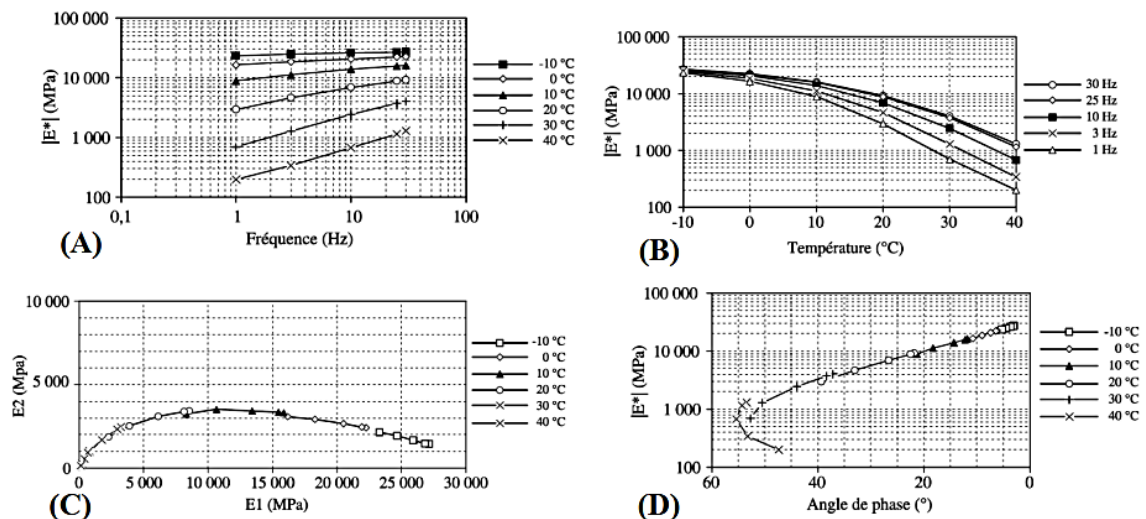 100 000
10 000
1 000
100
|E*| (MPa)
0,1
1
10
100
Fréquence (Hz)
-10 °C
0 °C
10 °C
20 °C
30 °C
40 °C
(A)
100 000
10 000
1 000
100
|E*| (MPa)
-10
0
10
20
30
40
Température (°C)
30 Hz
25 Hz
10 Hz
3 Hz
1 Hz
(B)
10 000
5 000
0
E2 (Mpa)
0
5 000
10 000
15 000
20 000
25 000
30 000
E1 (MPa)
-10 °C
0 °C
10 °C
20 °C
30 °C
40 °C
(C)
100 000
10 000
1 000
100
|E*| (MPa)
60
40
20
0
Angle de phase (°)
-10 °C
0 °C
10 °C
20 °C
30 °C
40 °C
(D)